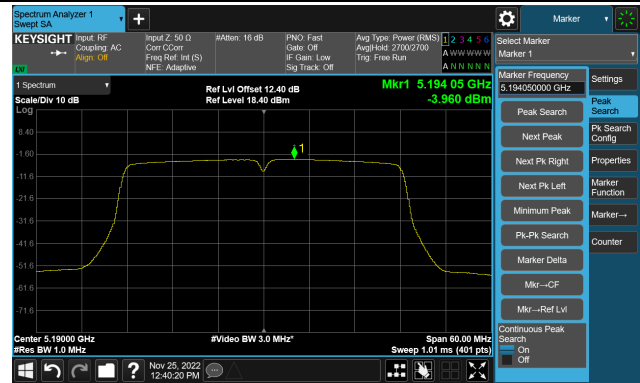 Spectrum Analyzer 1
Swept SA
Marker
KEYSIGHT
Input: RF
Coupling: AC
Align: Off
Input Z: 50 Ω
Corr CCorr
Freq Ref: Int (S)
NFE: Adaptive
#Atten: 16 dB
PNO: Fast
Gate: Off
IF Gain: Low
Sig Track: Off
Avg Type: Power (RMS)
Avg|Hold: 2700/2700
Trig: Free Run
1 2 3 4 5 6
A W W W W W
A N N N N N
LXI
Select Marker
Marker 1
1 Spectrum
Scale/Div 10 dB
Log
Ref Lvl Offset 12.40 dB
Ref Level 18.40 dBm
Mkr1 5.194 05 GHz
-3.960 dBm
8.40
-1.60
-11.6
-21.6
-31.6
-41.6
-51.6
-61.6
-71.6
1
Center 5.19000 GHz
#Res BW 1.0 MHz
#Video BW 3.0 MHz*
Span 60.00 MHz
Sweep 1.01 ms (401 pts)
Marker Frequency
5.194050000 GHz
Peak Search
Next Peak
Next Pk Right
Next Pk Left
Minimum Peak
Pk-Pk Search
Marker Delta
Mkr→CF
Mkr→Ref Lvl
Continuous Peak
Search
On
Off
Settings
Peak
Search
Pk Search
Config
Properties
Marker
Function
Marker→
Counter
Nov 25, 2022
12:40:20 PM